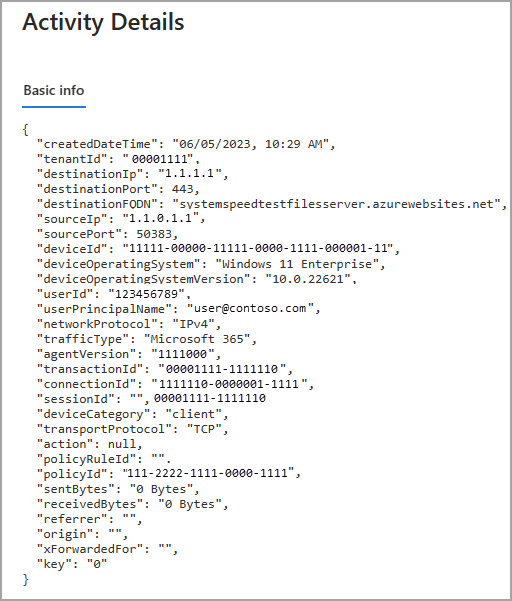 Activity Details
Basic info
{
"createdDateTime": "06/05/2023, 10:29 AM",
"tenantId": "00001111",
"destinationIp": "1.1.1.1",
"destinationPort": 443,
"destinationFQDN": "systemspeedtestfilesserver.azurewebsites.net",
"sourceIp": "1.1.0.1.1",
"sourcePort": 50383,
"deviceId": "11111-00000-11111-0000-1111-000001-11",
"deviceOperatingSystem": "Windows 11 Enterprise",
"deviceOperatingSystemVersion": "10.0.22621",
"userId": "123456789",
"userPrincipalName": "user@contoso.com",
"networkProtocol": "IPv4",
"trafficType": "Microsoft 365",
"agentVersion": "1111000",
"transactionId": "00001111-1111110",
"connectionId": "1111110-0000001-1111",
"sessionId": "", 00001111-1111110
"deviceCategory": "client",
"transportProtocol": "TCP",
"action": null,
"policyRuleId": "".
"policyId": "111-2222-1111-0000-1111",
"sentBytes": "0 Bytes",
"receivedBytes": "0 Bytes",
"referrer": "",
"origin": "",
"xForwardedFor": "",
"key": "0"
}